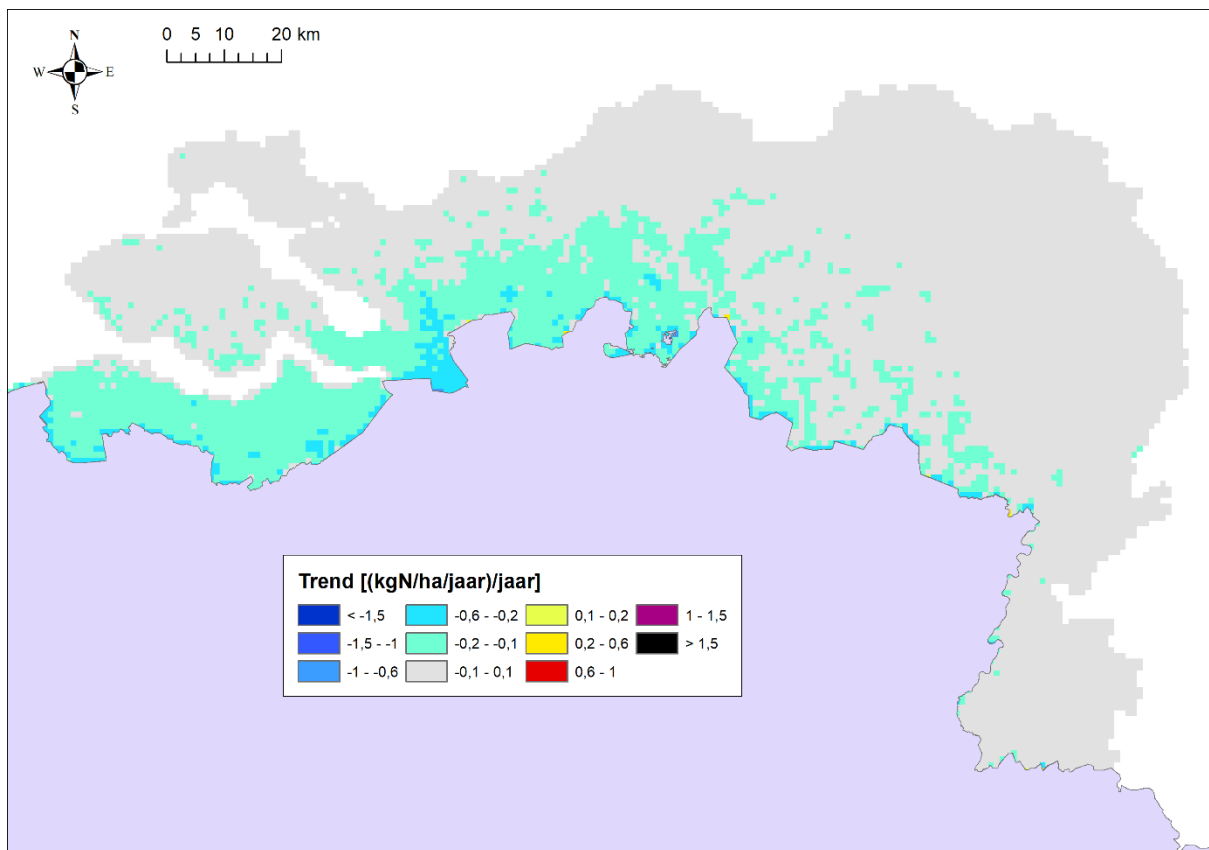 N
W E
S
0 5 10 20 km
Trend [(kgN/ha/jaar)/jaar]
< -1,5 -0,6 - -0,2 0,1 - 0,2 1 - 1,5
-1,5 - -1 -0,2 - -0,1 0,2 - 0,6 > 1,5
-1 - -0,6 -0,1 - 0,1 0,6 - 1